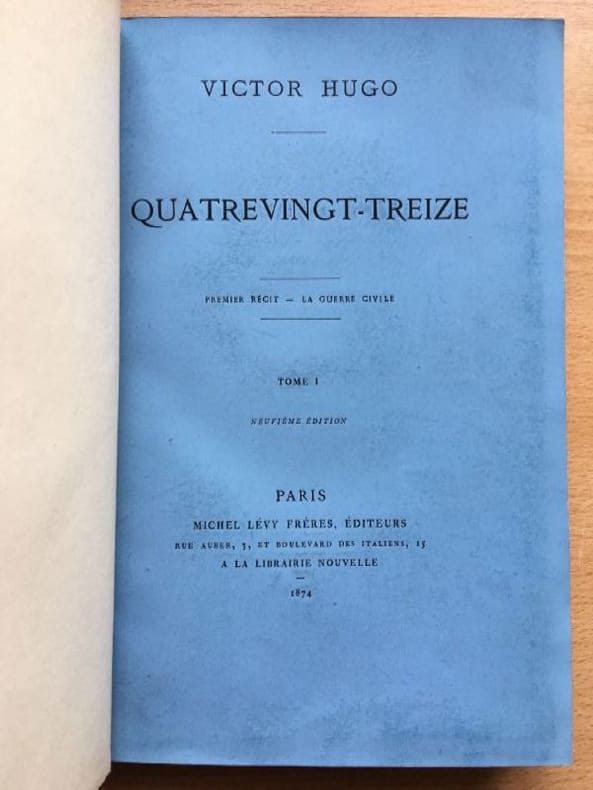 VICTOR HUGO
QUATREVINGT-TREIZE
PREMIER RÉCIT — LA GUERRE CIVILE
TOME I
NEUVIÈME ÉDITION
PARIS
MICHEL LÉVY FRÈRES, ÉDITEURS
RUE AUBER, 3, ET BOULEVARD DES ITALIENS, 15
A LA LIBRAIRIE NOUVELLE
1874